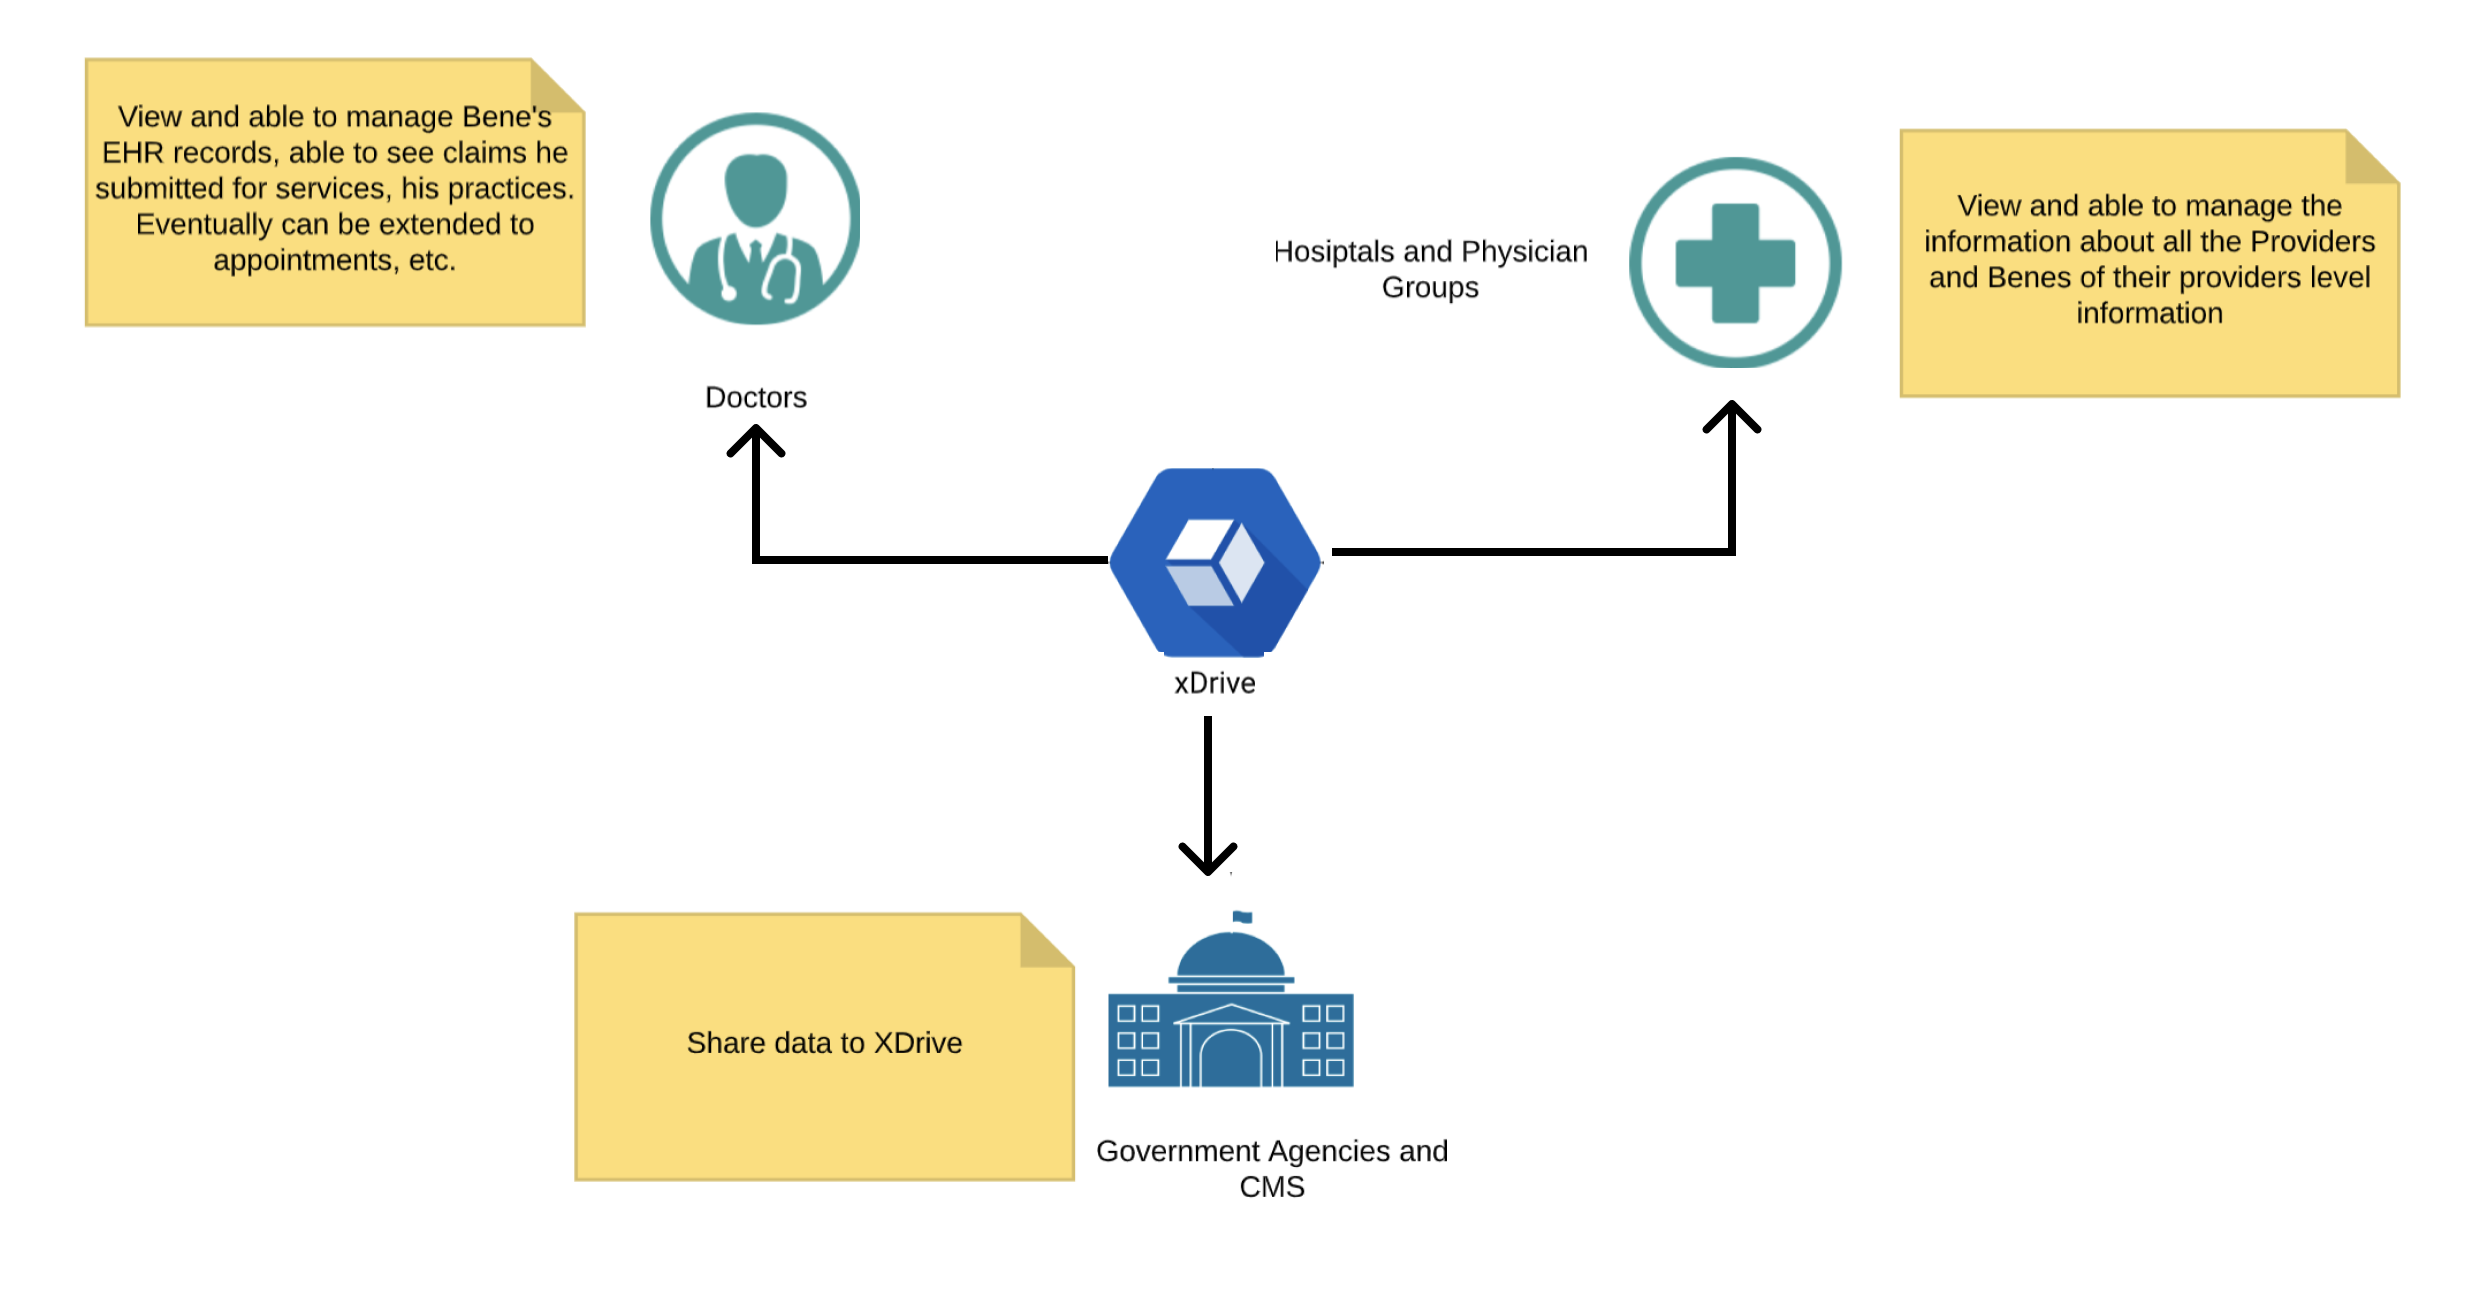 View and able to manage Bene's
EHR records, able to see claims he
submitted for services, his practices.
Eventually can be extended to
appointments, etc.
Doctors
Hosiptals and Physician
Groups
View and able to manage the
information about all the Providers
and Benes of their providers level
information
xDrive
Share data to XDrive
Government Agencies and
CMS